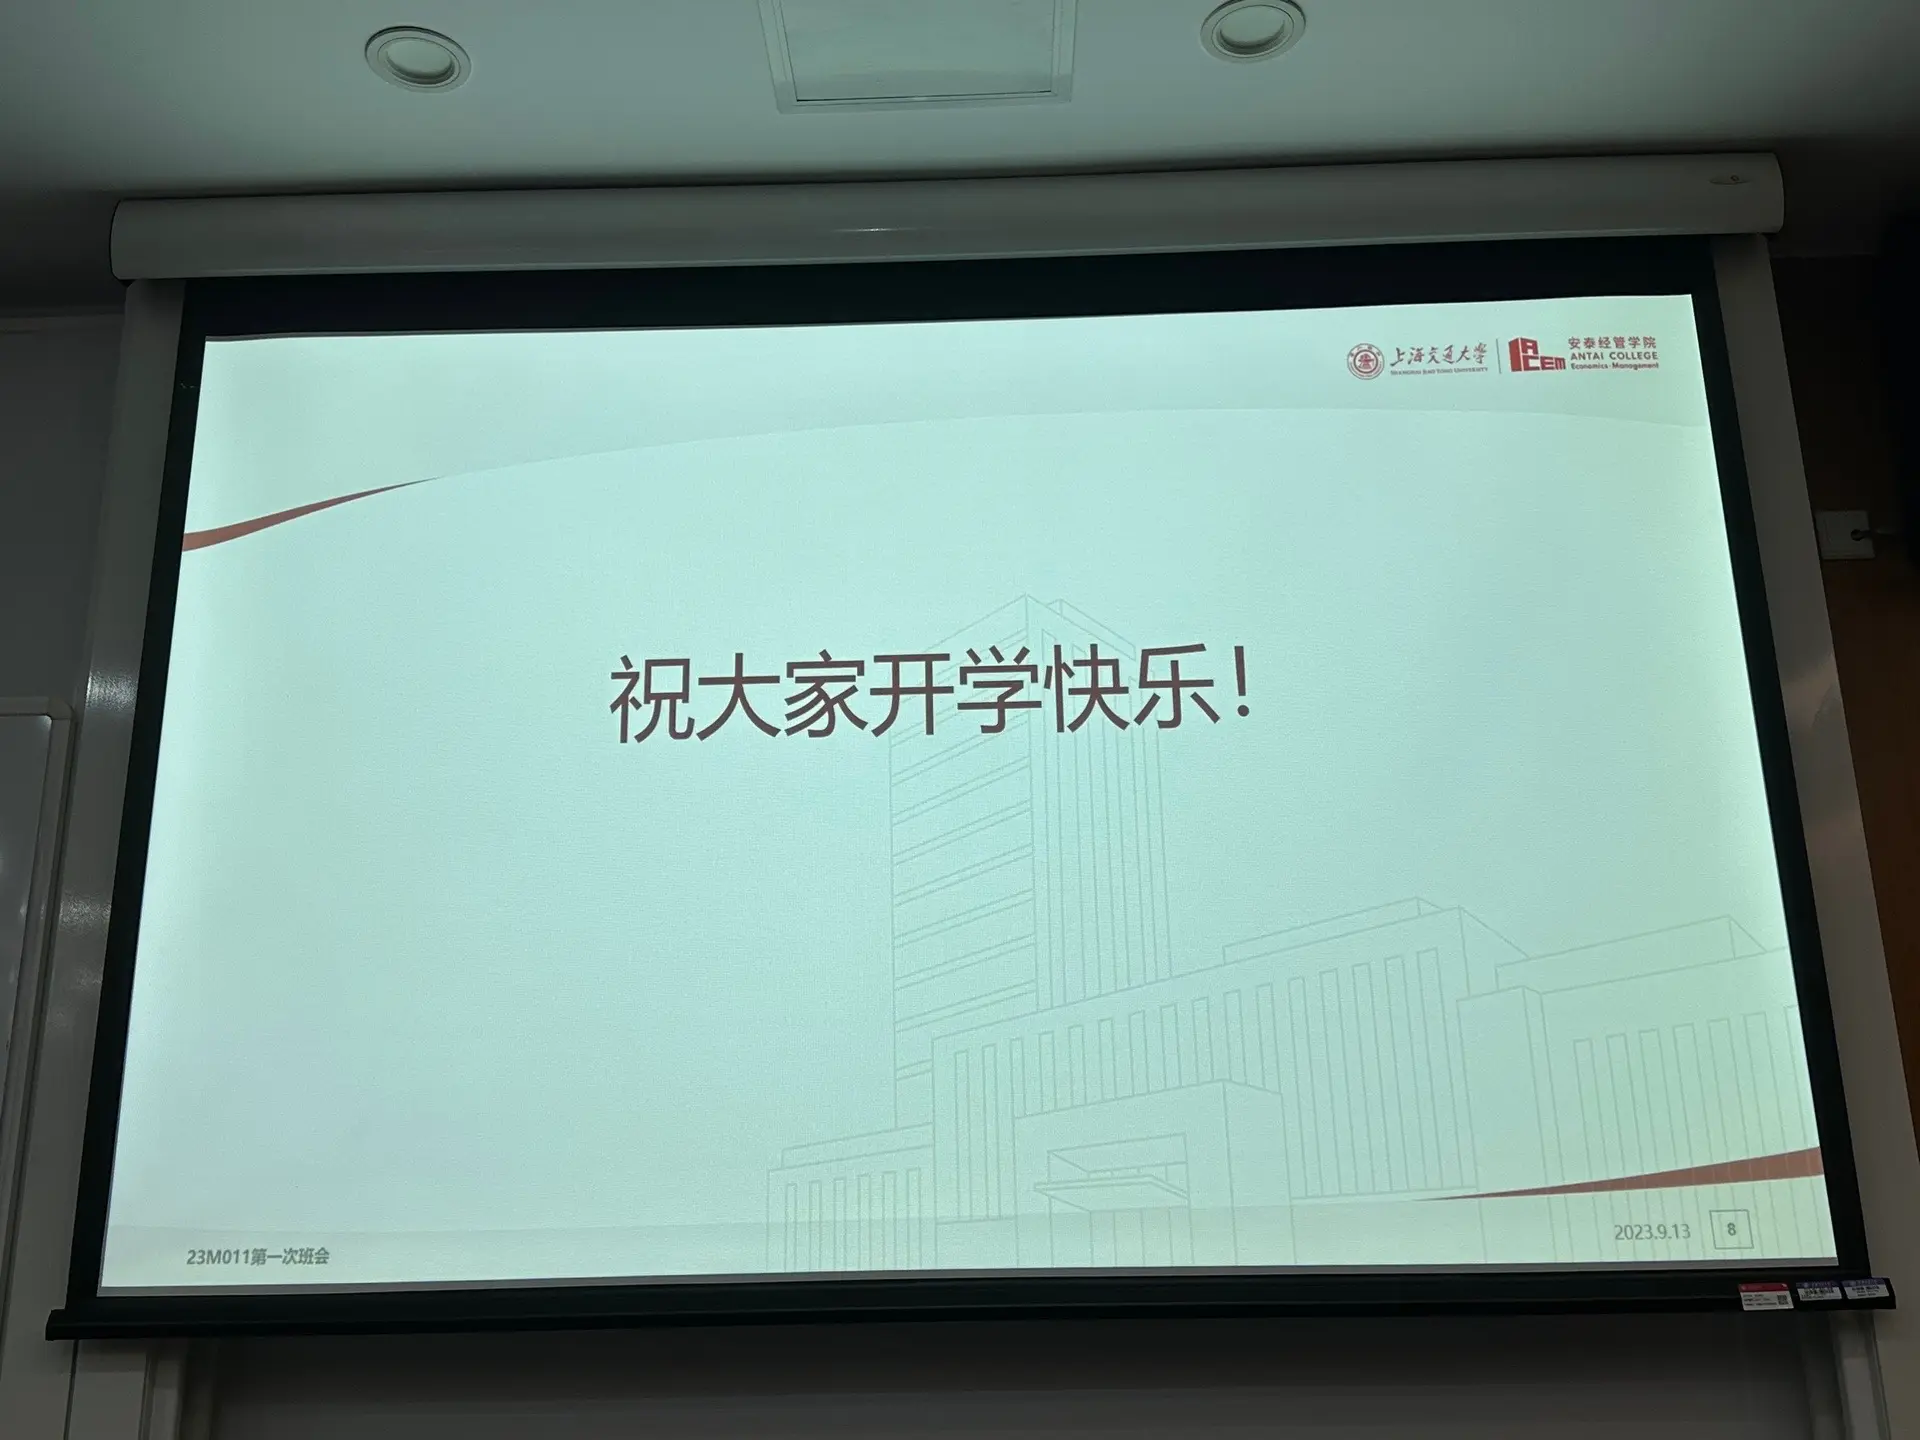 上海交通大学
SHANGHAI JIAO TONG UNIVERSITY
ACEM
安泰经管学院
ANTAI COLLEGE
Economics·Management
祝大家开学快乐！
23M011第一次班会
2023.9.13
8